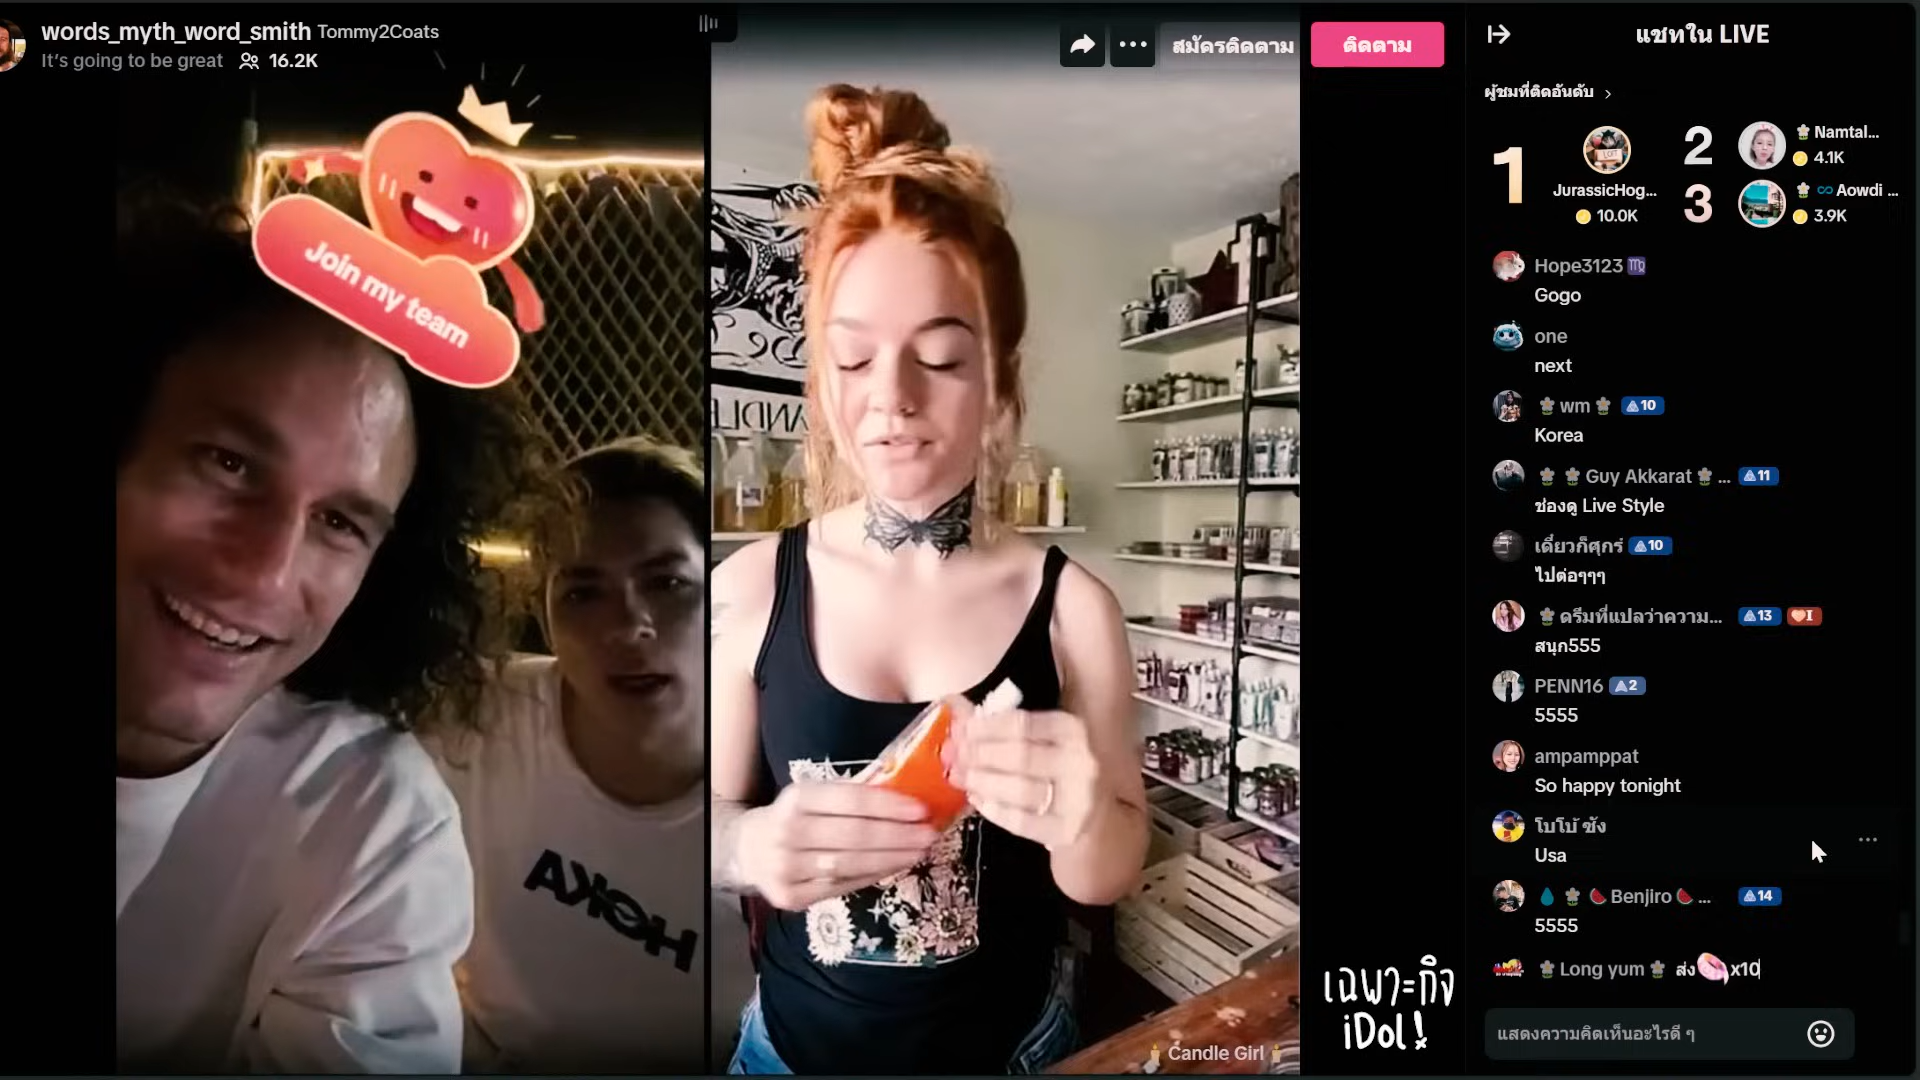 words_myth_word_smith Tommy2Coats
It's going to be great 16.2K
สมัครติดตาม
ติดตาม
Join my team
HOKA
Candle Girl
เฉพาะกิจ
iDol!
แชทใน LIVE
ผู้ชมที่ติดอันดับ
1
JurassicHog...
10.0K
2
Namtal...
4.1K
3
Aowdi ...
3.9K
Hope3123
Gogo
one
next
wm 10
Korea
Guy Akkarat ... 11
ช่องดู Live Style
เดี่ยวก็ศุกร์ 10
ไปต่อๆๆๆ
ดรีมที่แปลว่าความ... 13 I
สนุก555
PENN16 2
5555
ampamppat
So happy tonight
โบโบ้ ซัง
Usa
Benjiro ... 14
5555
Long yum ส่ง x10
แสดงความคิดเห็นอะไรดี ๆ